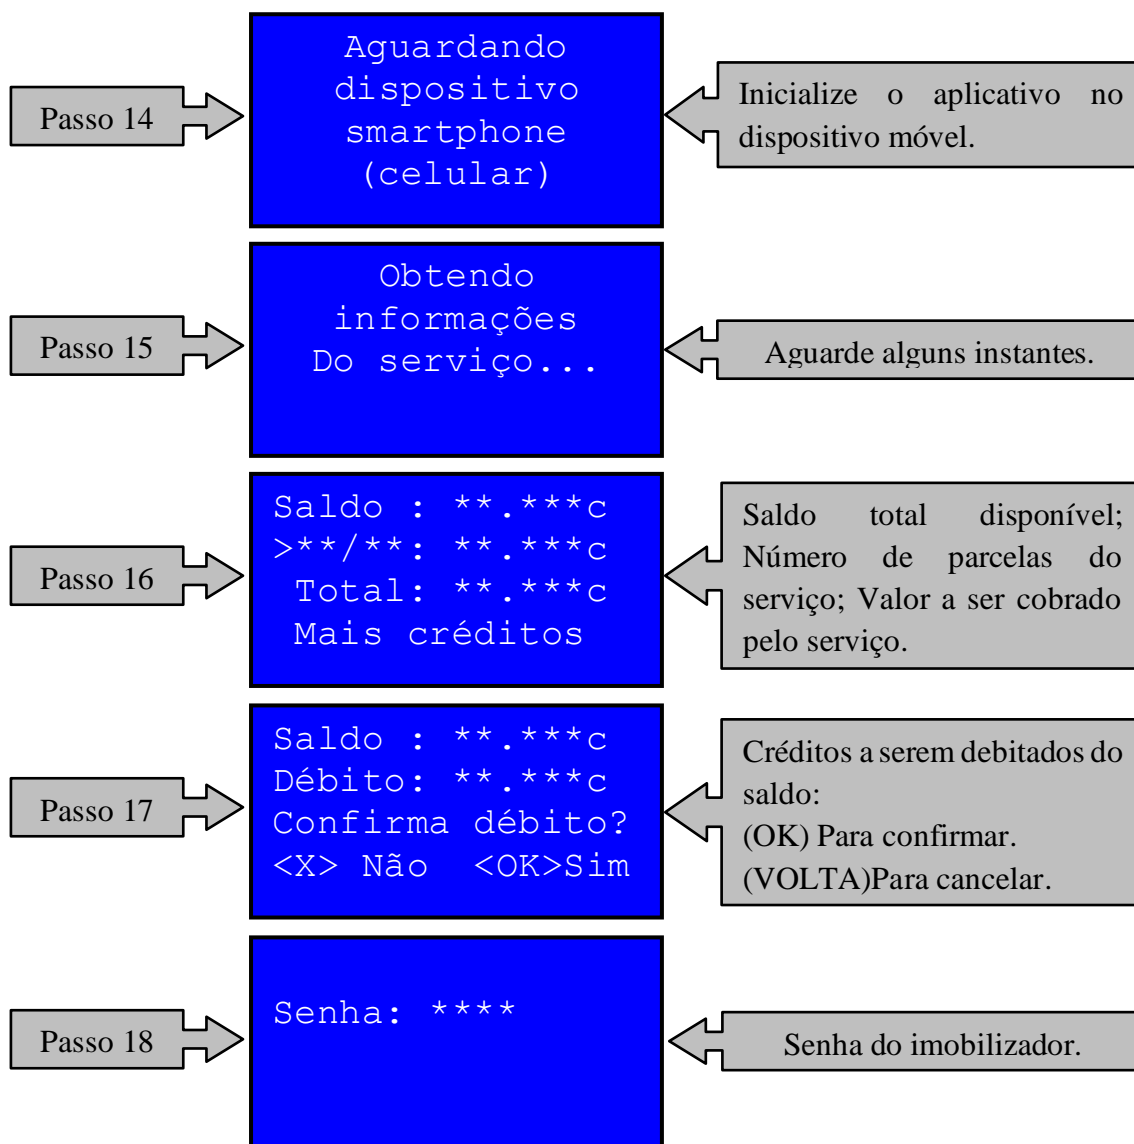 Passo 14
Aguardando
dispositivo
smartphone
(celular)
Inicialize o aplicativo no
dispositivo móvel.
Passo 15
Obtendo
informações
Do serviço...
Aguarde alguns instantes.
Passo 16
Saldo : **.***c
>**/**: **.***c
Total: **.***c
Mais créditos
Saldo total disponível;
Número de parcelas do
serviço; Valor a ser cobrado
pelo serviço.
Passo 17
Saldo : **.***c
Débito: **.***c
Confirma débito?
<X> Não <OK>Sim
Créditos a serem debitados do
saldo:
(OK) Para confirmar.
(VOLTA)Para cancelar.
Passo 18
Senha: ****
Senha do imobilizador.